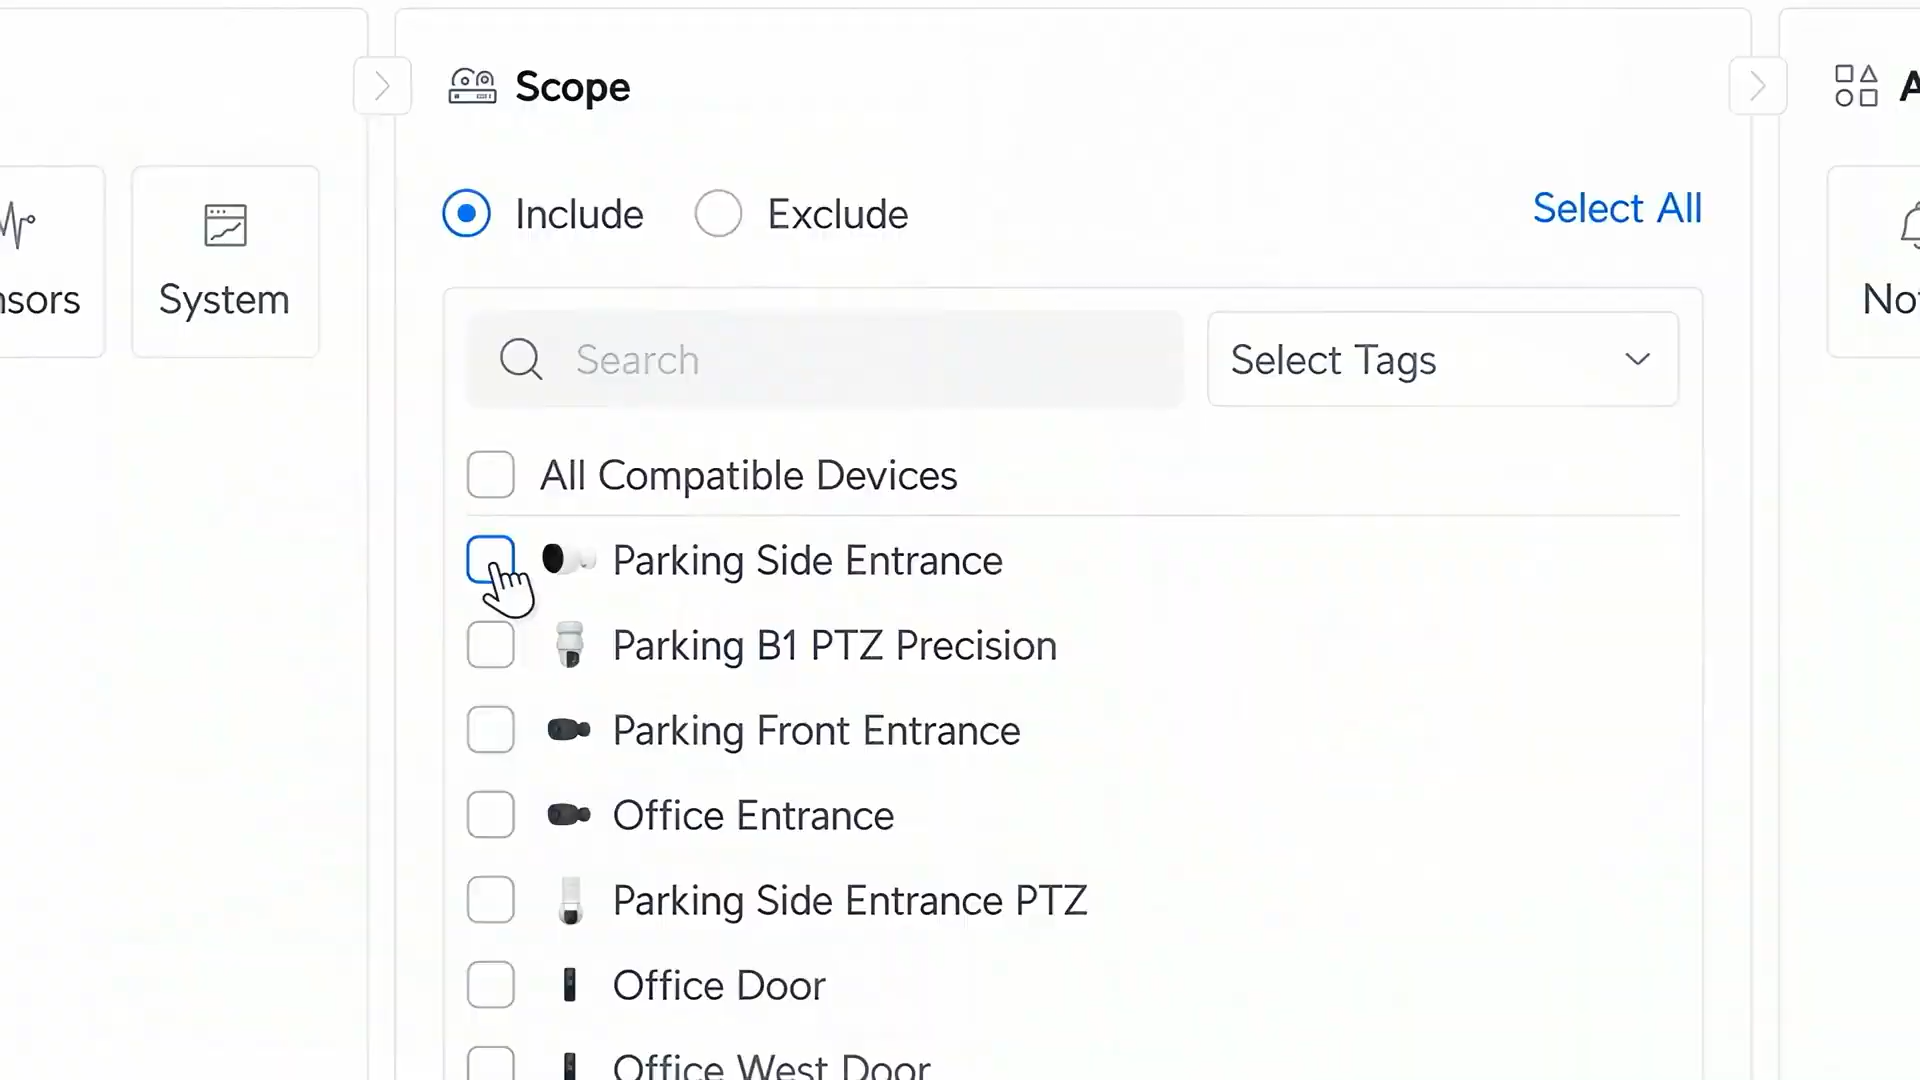 Scope
Include
Exclude
Select All
System
Search
Select Tags
All Compatible Devices
Parking Side Entrance
Parking B1 PTZ Precision
Parking Front Entrance
Office Entrance
Parking Side Entrance PTZ
Office Door
Office West Door